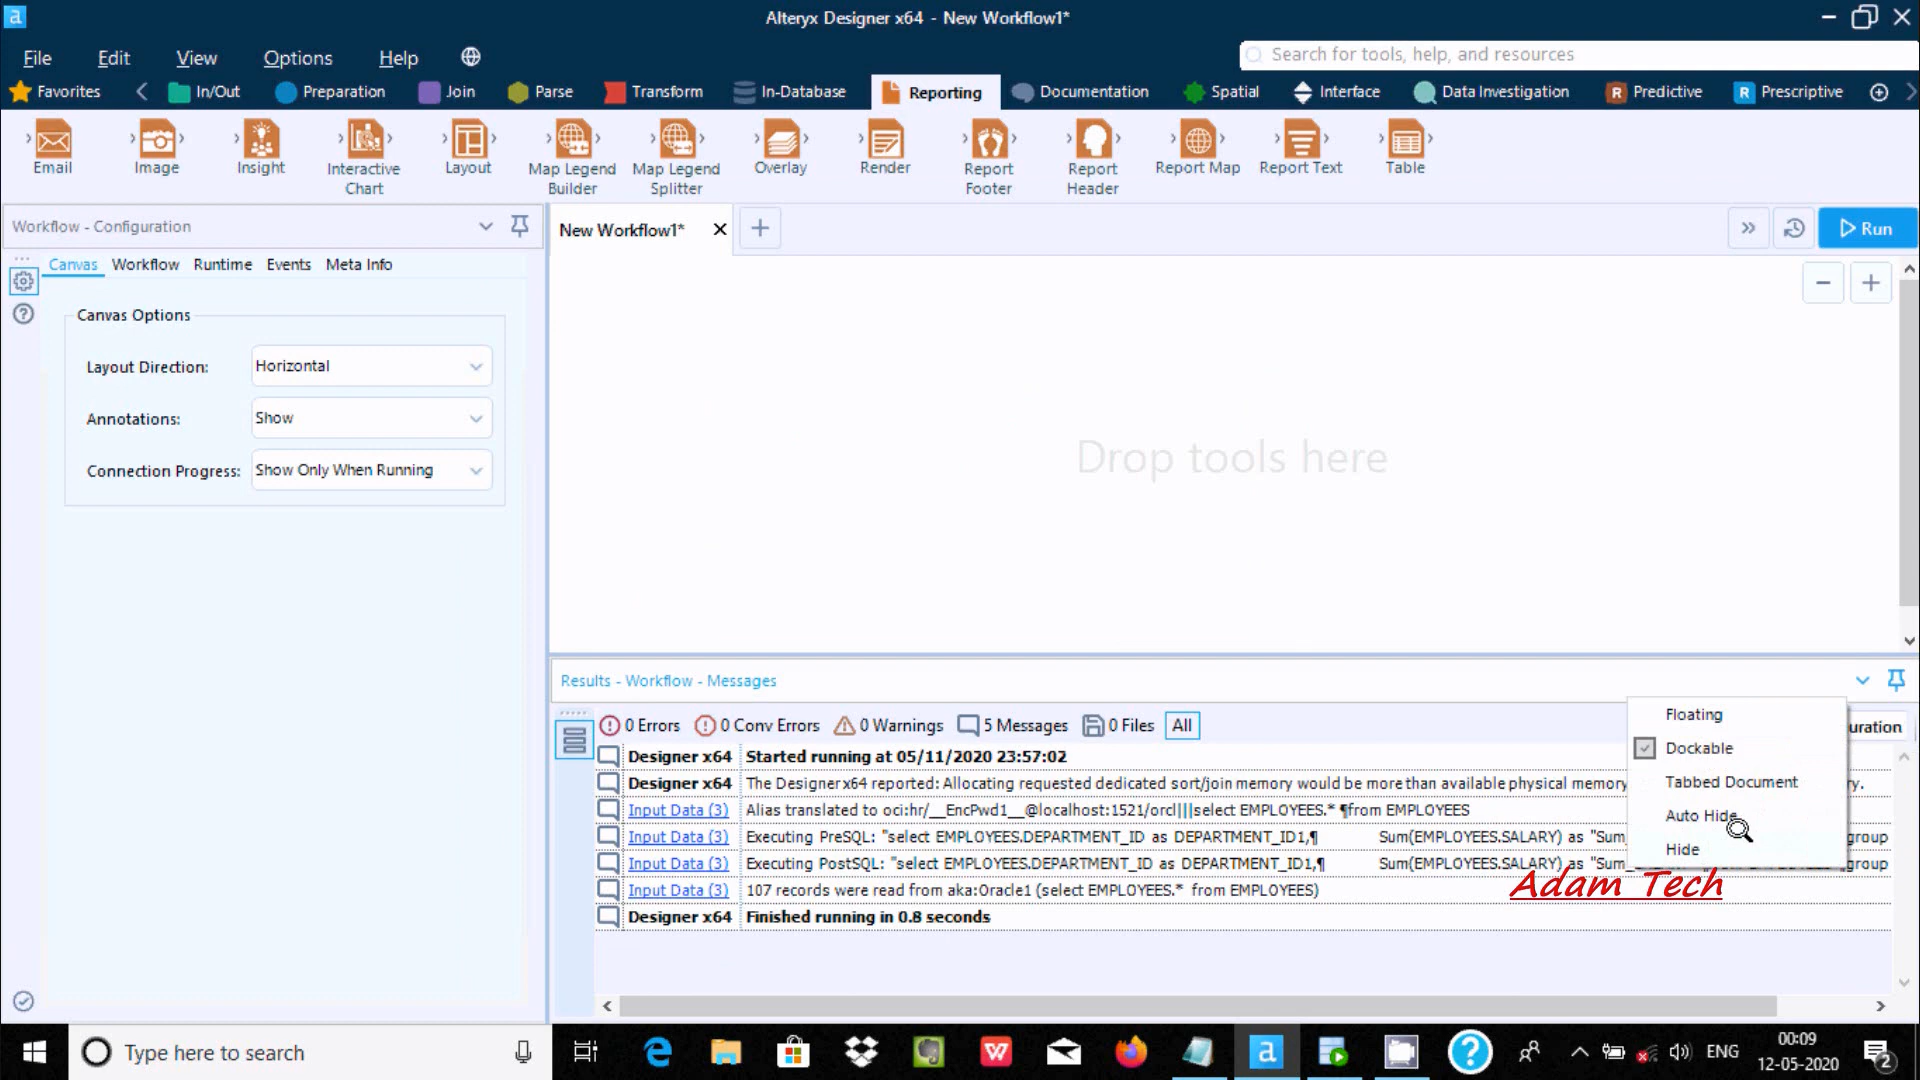 a
Alteryx Designer x64 - New Workflow1*
File Edit View Options Help
Search for tools, help, and resources
Favorites In/Out Preparation Join Parse Transform In-Database Reporting Documentation Spatial Interface Data Investigation R Predictive R Prescriptive
Email Image Insight Interactive Chart Layout Map Legend Builder Map Legend Splitter Overlay Render Report Footer Report Header Report Map Report Text Table
Workflow - Configuration
New Workflow1*
Run
Canvas Workflow Runtime Events Meta Info
Canvas Options
Layout Direction: Horizontal
Annotations: Show
Connection Progress: Show Only When Running
Drop tools here
Results - Workflow - Messages
0 Errors 0 Conv Errors 0 Warnings 5 Messages 0 Files All
uration
Floating
Dockable
Tabbed Document
Auto Hide
Hide
Designer x64 Started running at 05/11/2020 23:57:02
Designer x64 The Designer x64 reported: Allocating requested dedicated sort/join memory would be more than available physical memory
Input Data (3) Alias translated to oci:hr/__EncPwd1__@localhost:1521/orcl|||select EMPLOYEES.* ¶from EMPLOYEES
Input Data (3) Executing PreSQL: "select EMPLOYEES.DEPARTMENT_ID as DEPARTMENT_ID1,¶ Sum(EMPLOYEES.SALARY) as "Sum_ group
Input Data (3) Executing PostSQL: "select EMPLOYEES.DEPARTMENT_ID as DEPARTMENT_ID1,¶ Sum(EMPLOYEES.SALARY) as "Sum_ group
Input Data (3) 107 records were read from aka:Oracle1 (select EMPLOYEES.* from EMPLOYEES)
Designer x64 Finished running in 0.8 seconds
Adam Tech
Type here to search
ENG
00:09
12-05-2020
2